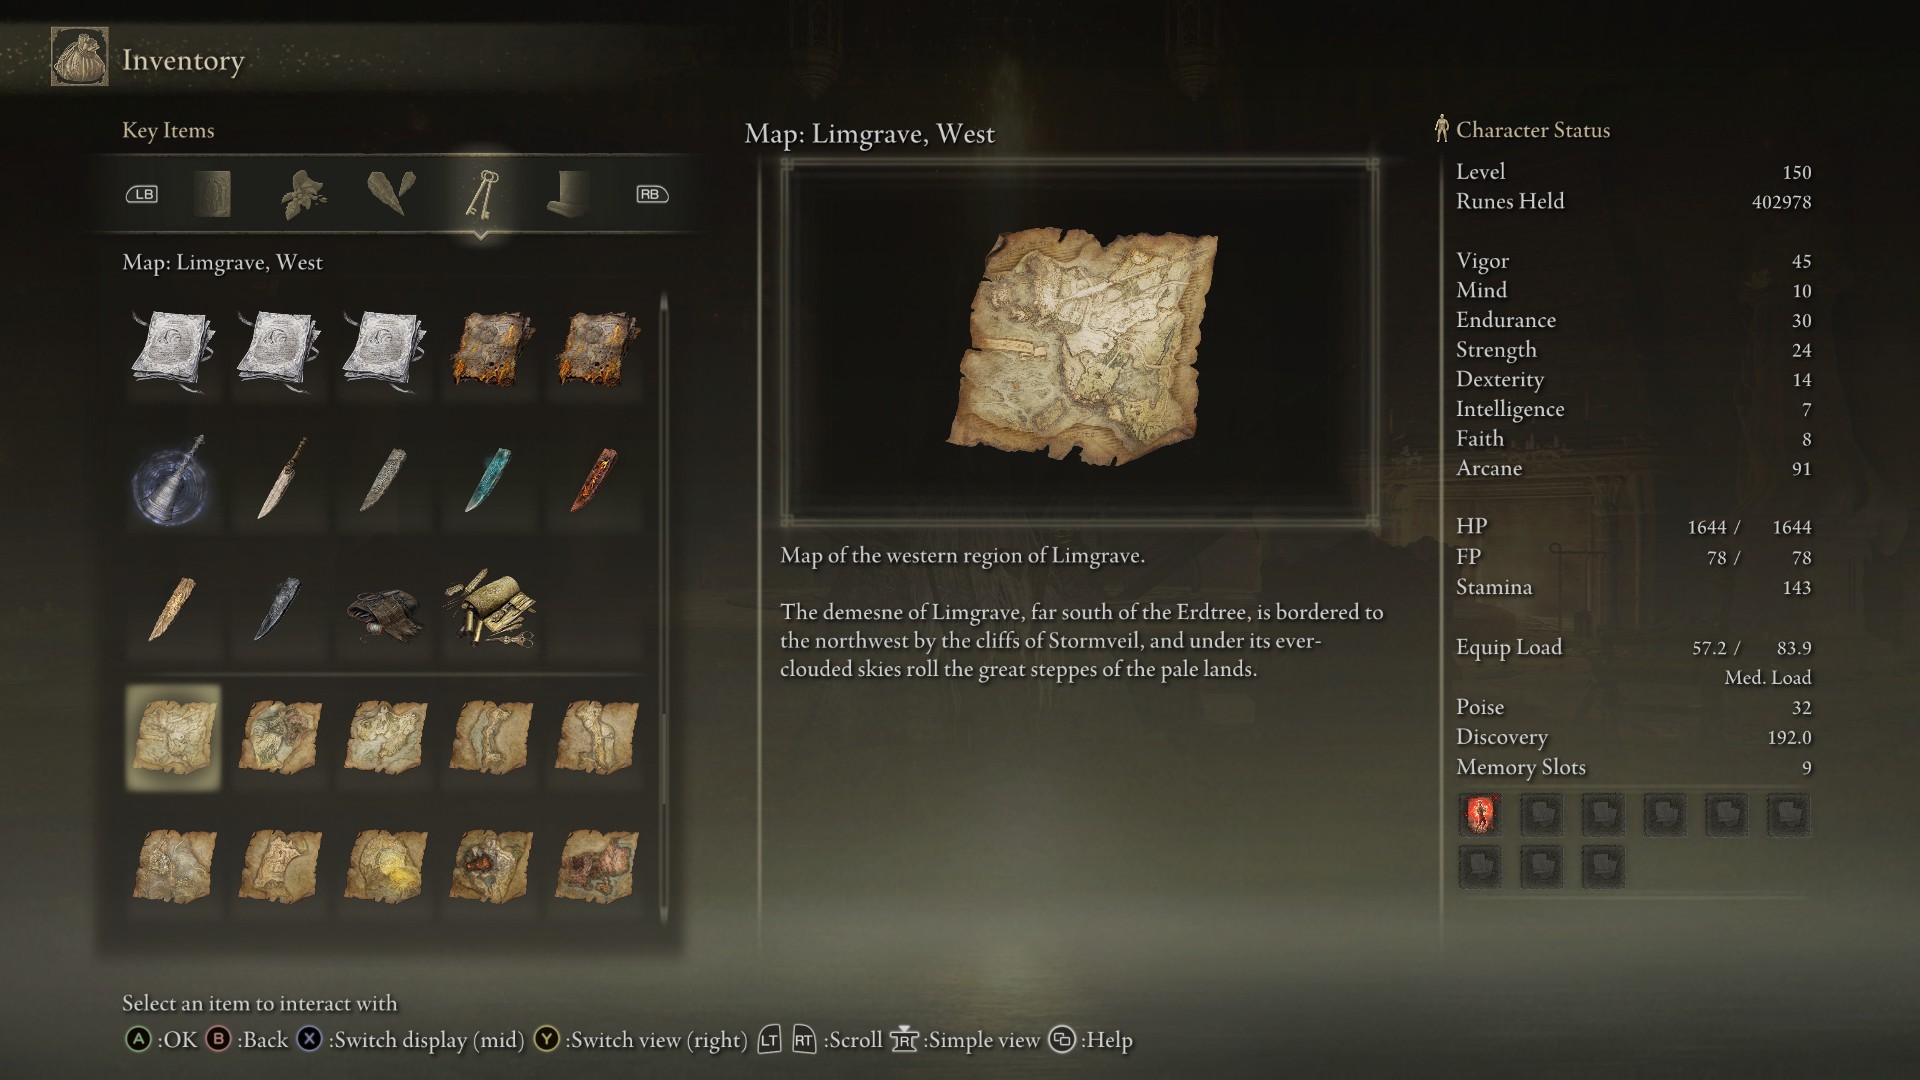 Inventory
Key Items
LB
RB
Map: Limgrave, West
Map: Limgrave, West
Map of the western region of Limgrave.
The demesne of Limgrave, far south of the Erdtree, is bordered to
the northwest by the cliffs of Stormveil, and under its ever-
clouded skies roll the great steppes of the pale lands.
Character Status
Level 150
Runes Held 402978
Vigor 45
Mind 10
Endurance 30
Strength 24
Dexterity 14
Intelligence 7
Faith 8
Arcane 91
HP 1644 / 1644
FP 78 / 78
Stamina 143
Equip Load 57.2 / 83.9
Med. Load
Poise 32
Discovery 192.0
Memory Slots 9
Select an item to interact with
A :OK B :Back X :Switch display (mid) Y :Switch view (right) LT RT :Scroll R :Simple view :Help